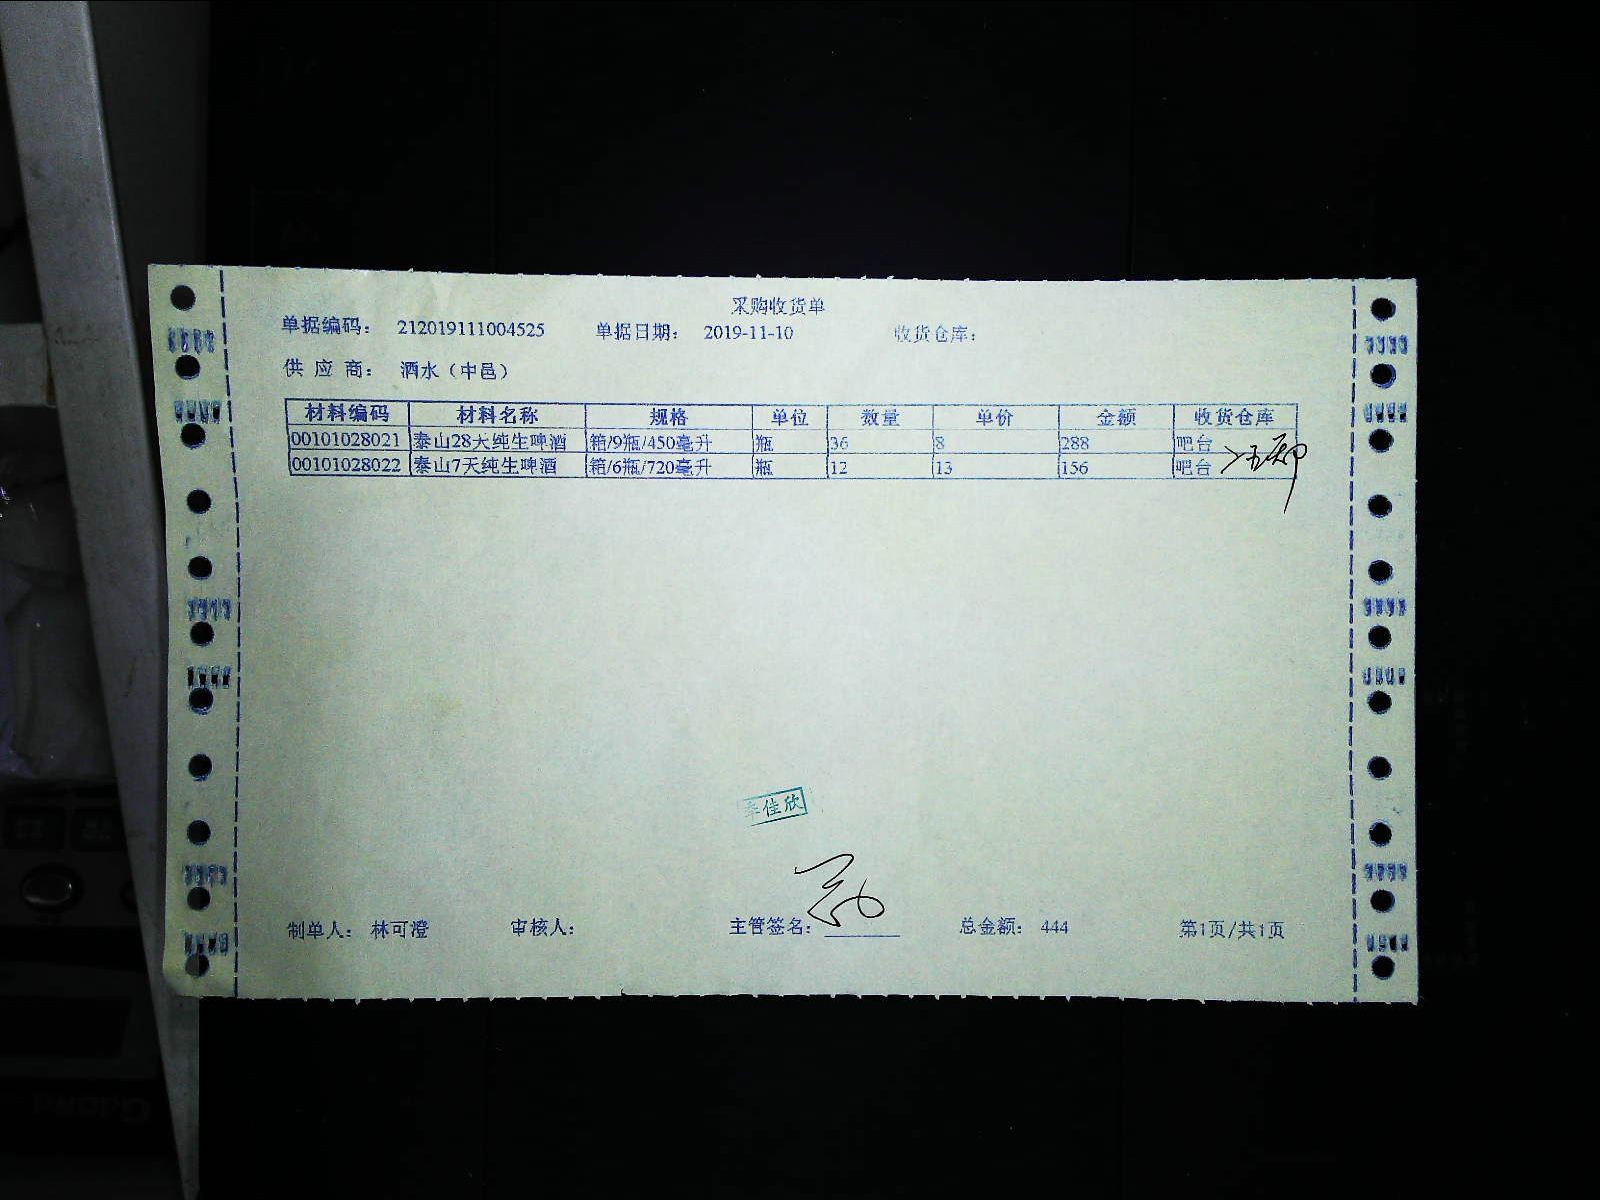 采购收货单
单据编码: 212019111004525 单据日期: 2019-11-10 收货仓库:
供 应 商: 酒水（中邑）
材料编码 材料名称 规格 单位 数量 单价 金额 收货仓库
00101028021 泰山28天纯生啤酒 箱/9瓶/450毫升 瓶 36 8 288 吧台
00101028022 泰山7天纯生啤酒 箱/6瓶/720毫升 瓶 12 13 156 吧台
佳欣
制单人: 林可澄 审核人: 主管签名: 总金额: 444 第1页/共1页